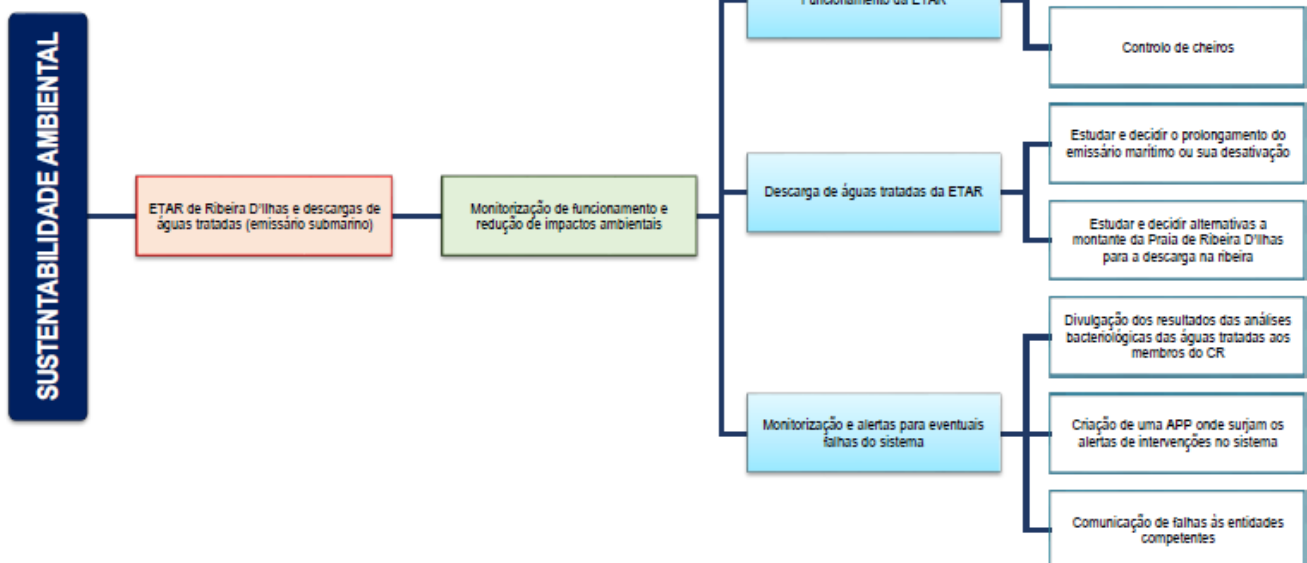 SUSTENTABILIDADE AMBIENTAL
ETAR de Ribeira D'Ilhas e descargas de
águas tratadas (emissário submarino)
Monitorização de funcionamento e
redução de impactos ambientais
Funcionamento da ETAR
Controlo de cheiros
Descarga de águas tratadas da ETAR
Estudar e decidir o prolongamento do
emissário marítimo ou sua desativação
Estudar e decidir alternativas a
montante da Praia de Ribeira D'Ilhas
para a descarga na ribeira
Monitorização e alertas para eventuais
falhas do sistema
Divulgação dos resultados das análises
bacteriológicas das águas tratadas aos
membros do CR
Criação de uma APP onde surjam os
alertas de intervenções no sistema
Comunicação de falhas às entidades
competentes